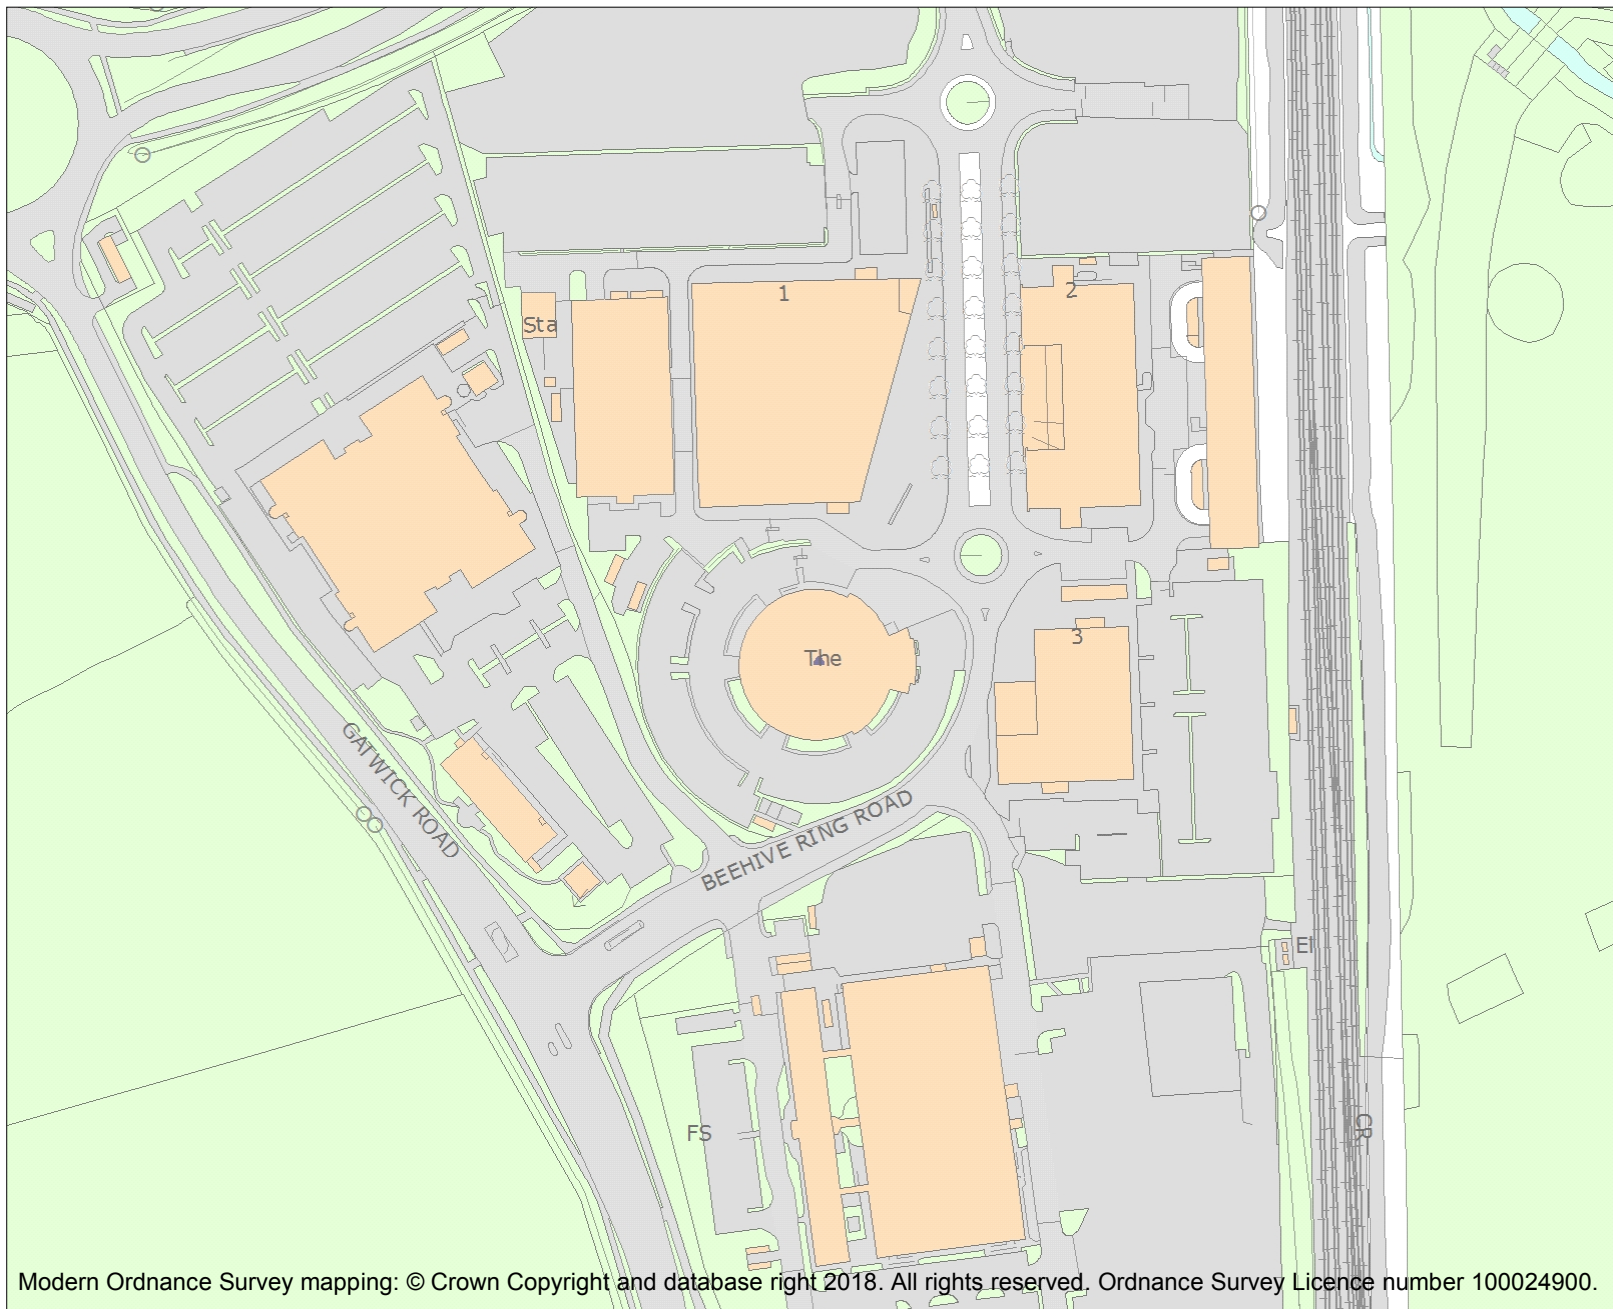 1
2
Sta
The
3
GATWICK ROAD
BEEHIVE RING ROAD
El
FS
CR
Modern Ordnance Survey mapping: © Crown Copyright and database right 2018. All rights reserved. Ordnance Survey Licence number 100024900.